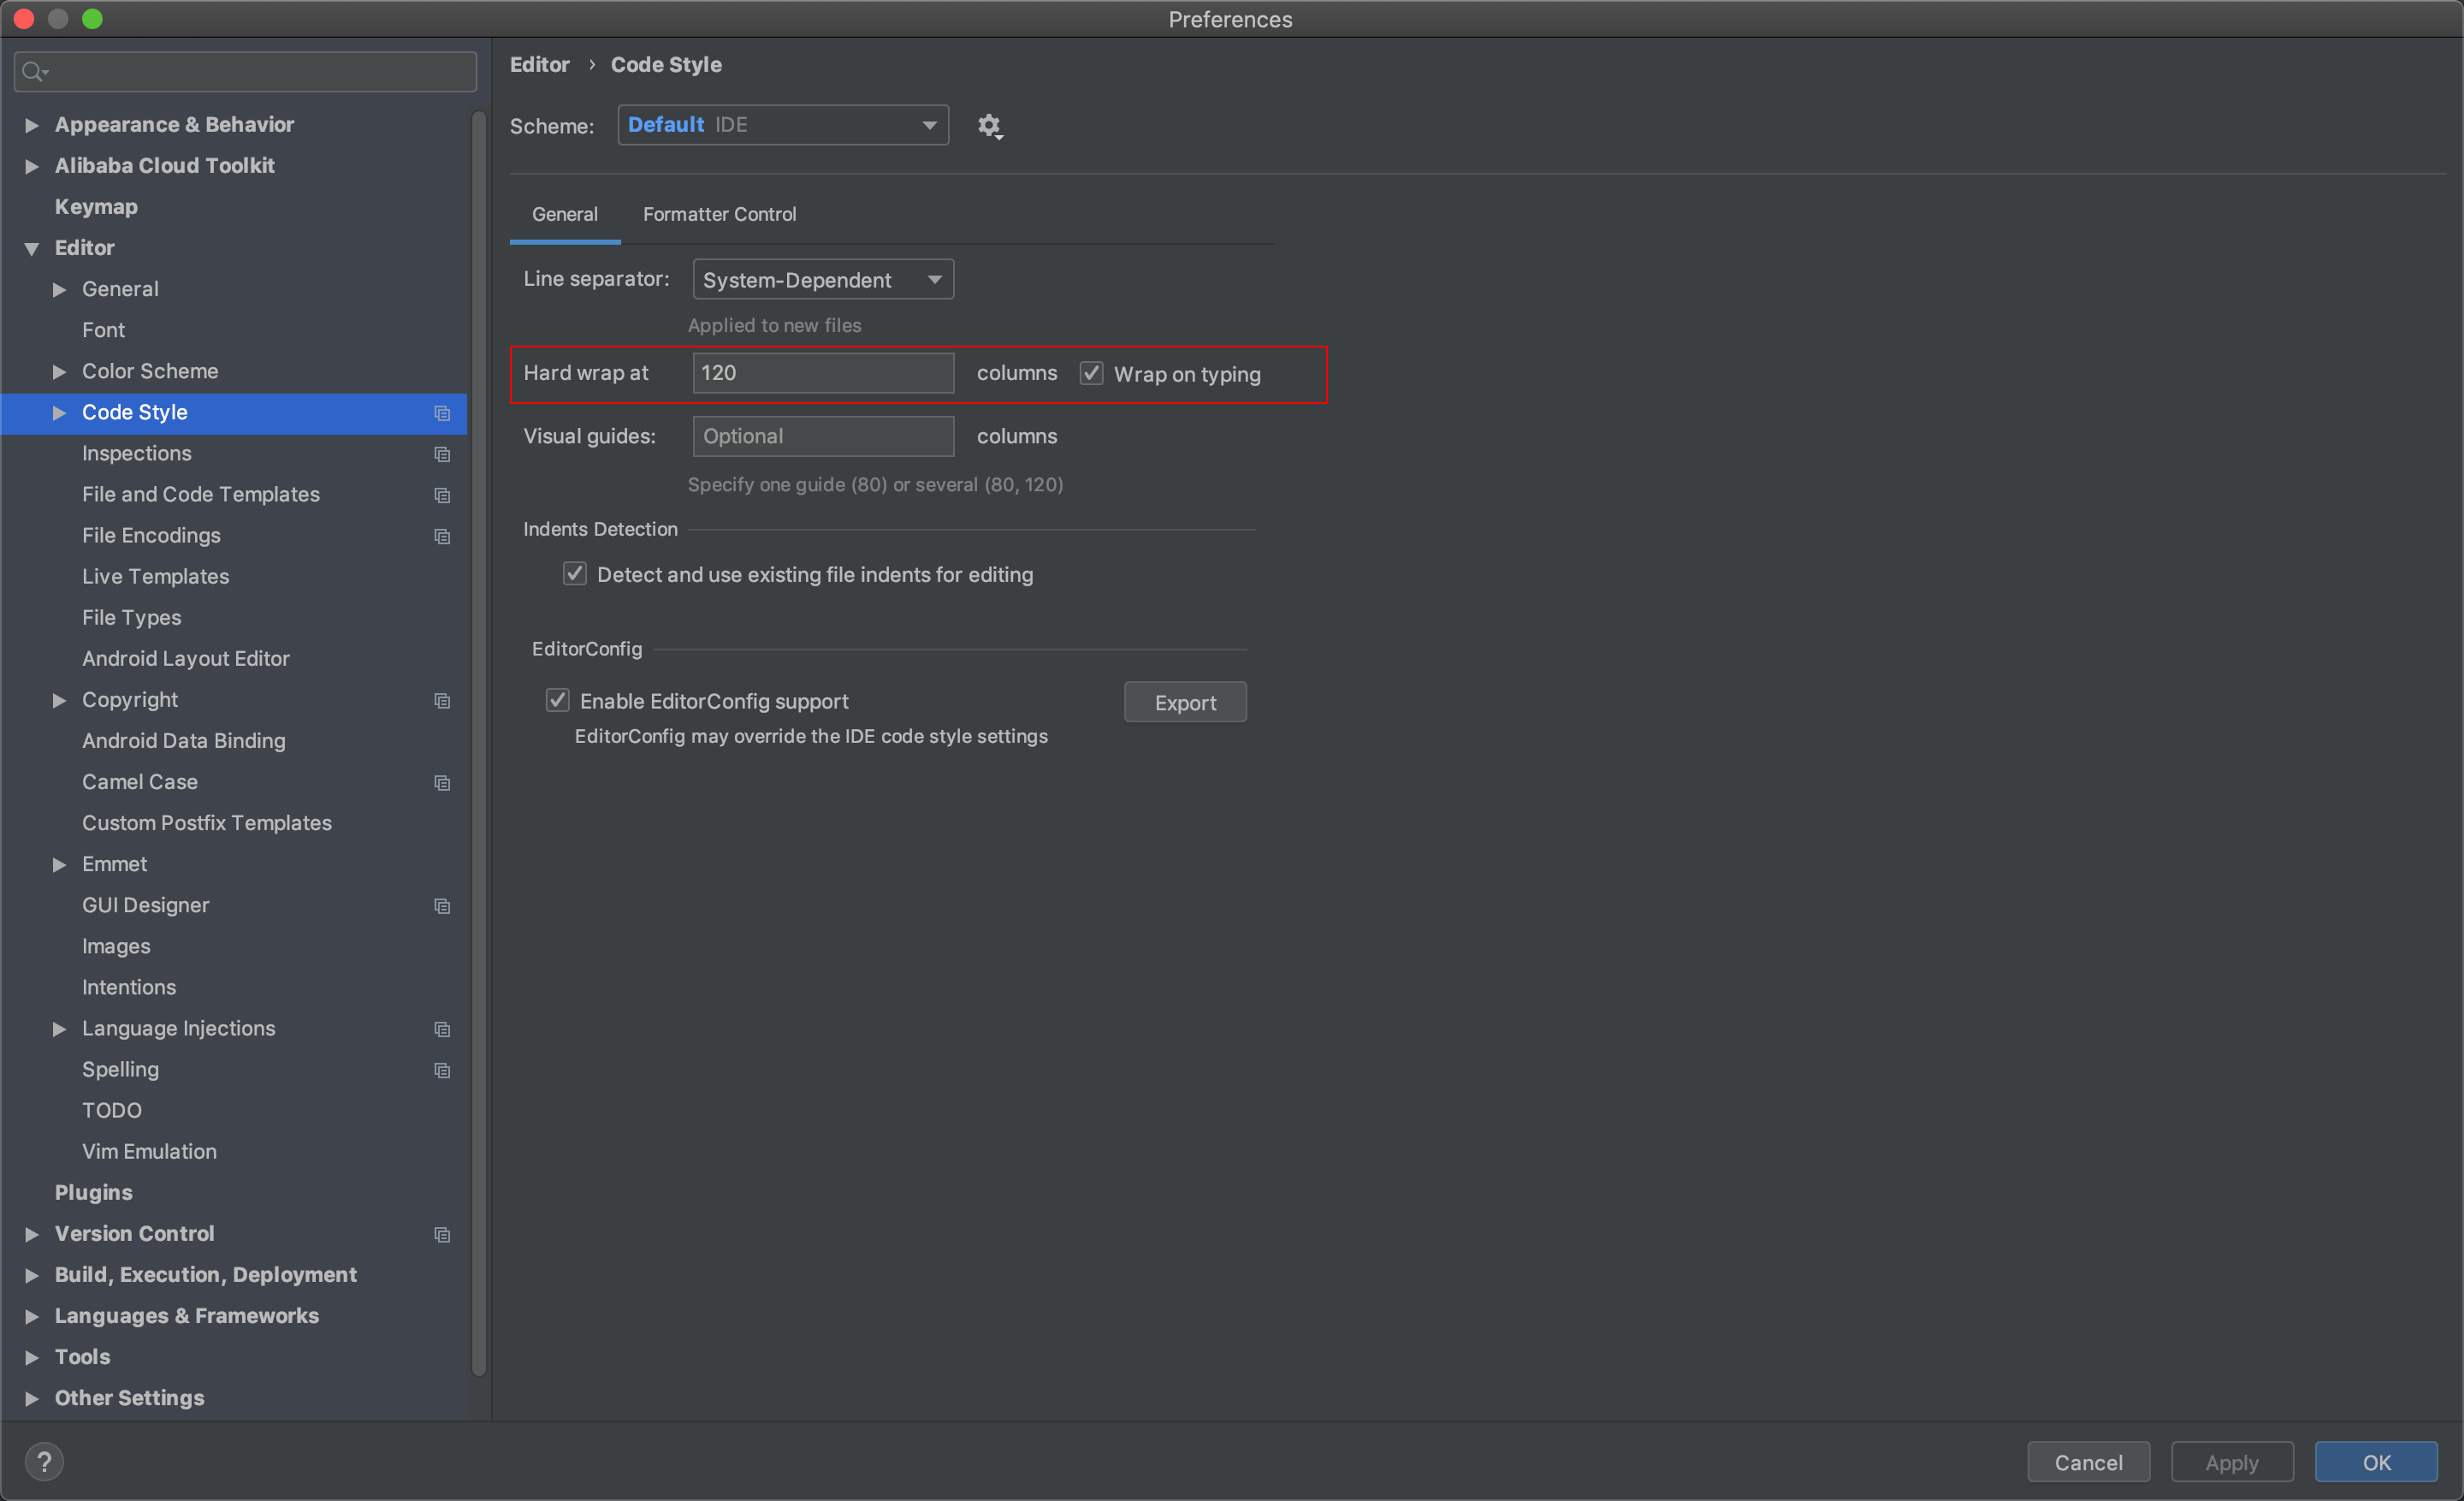 Preferences
Appearance & Behavior
Alibaba Cloud Toolkit
Keymap
Editor
General
Font
Color Scheme
Code Style
Inspections
File and Code Templates
File Encodings
Live Templates
File Types
Android Layout Editor
Copyright
Android Data Binding
Camel Case
Custom Postfix Templates
Emmet
GUI Designer
Images
Intentions
Language Injections
Spelling
TODO
Vim Emulation
Plugins
Version Control
Build, Execution, Deployment
Languages & Frameworks
Tools
Other Settings
Editor › Code Style
Scheme: Default IDE
General Formatter Control
Line separator: System-Dependent
Applied to new files
Hard wrap at 120 columns Wrap on typing
Visual guides: Optional columns
Specify one guide (80) or several (80, 120)
Indents Detection
Detect and use existing file indents for editing
EditorConfig
Enable EditorConfig support Export
EditorConfig may override the IDE code style settings
? Cancel Apply OK